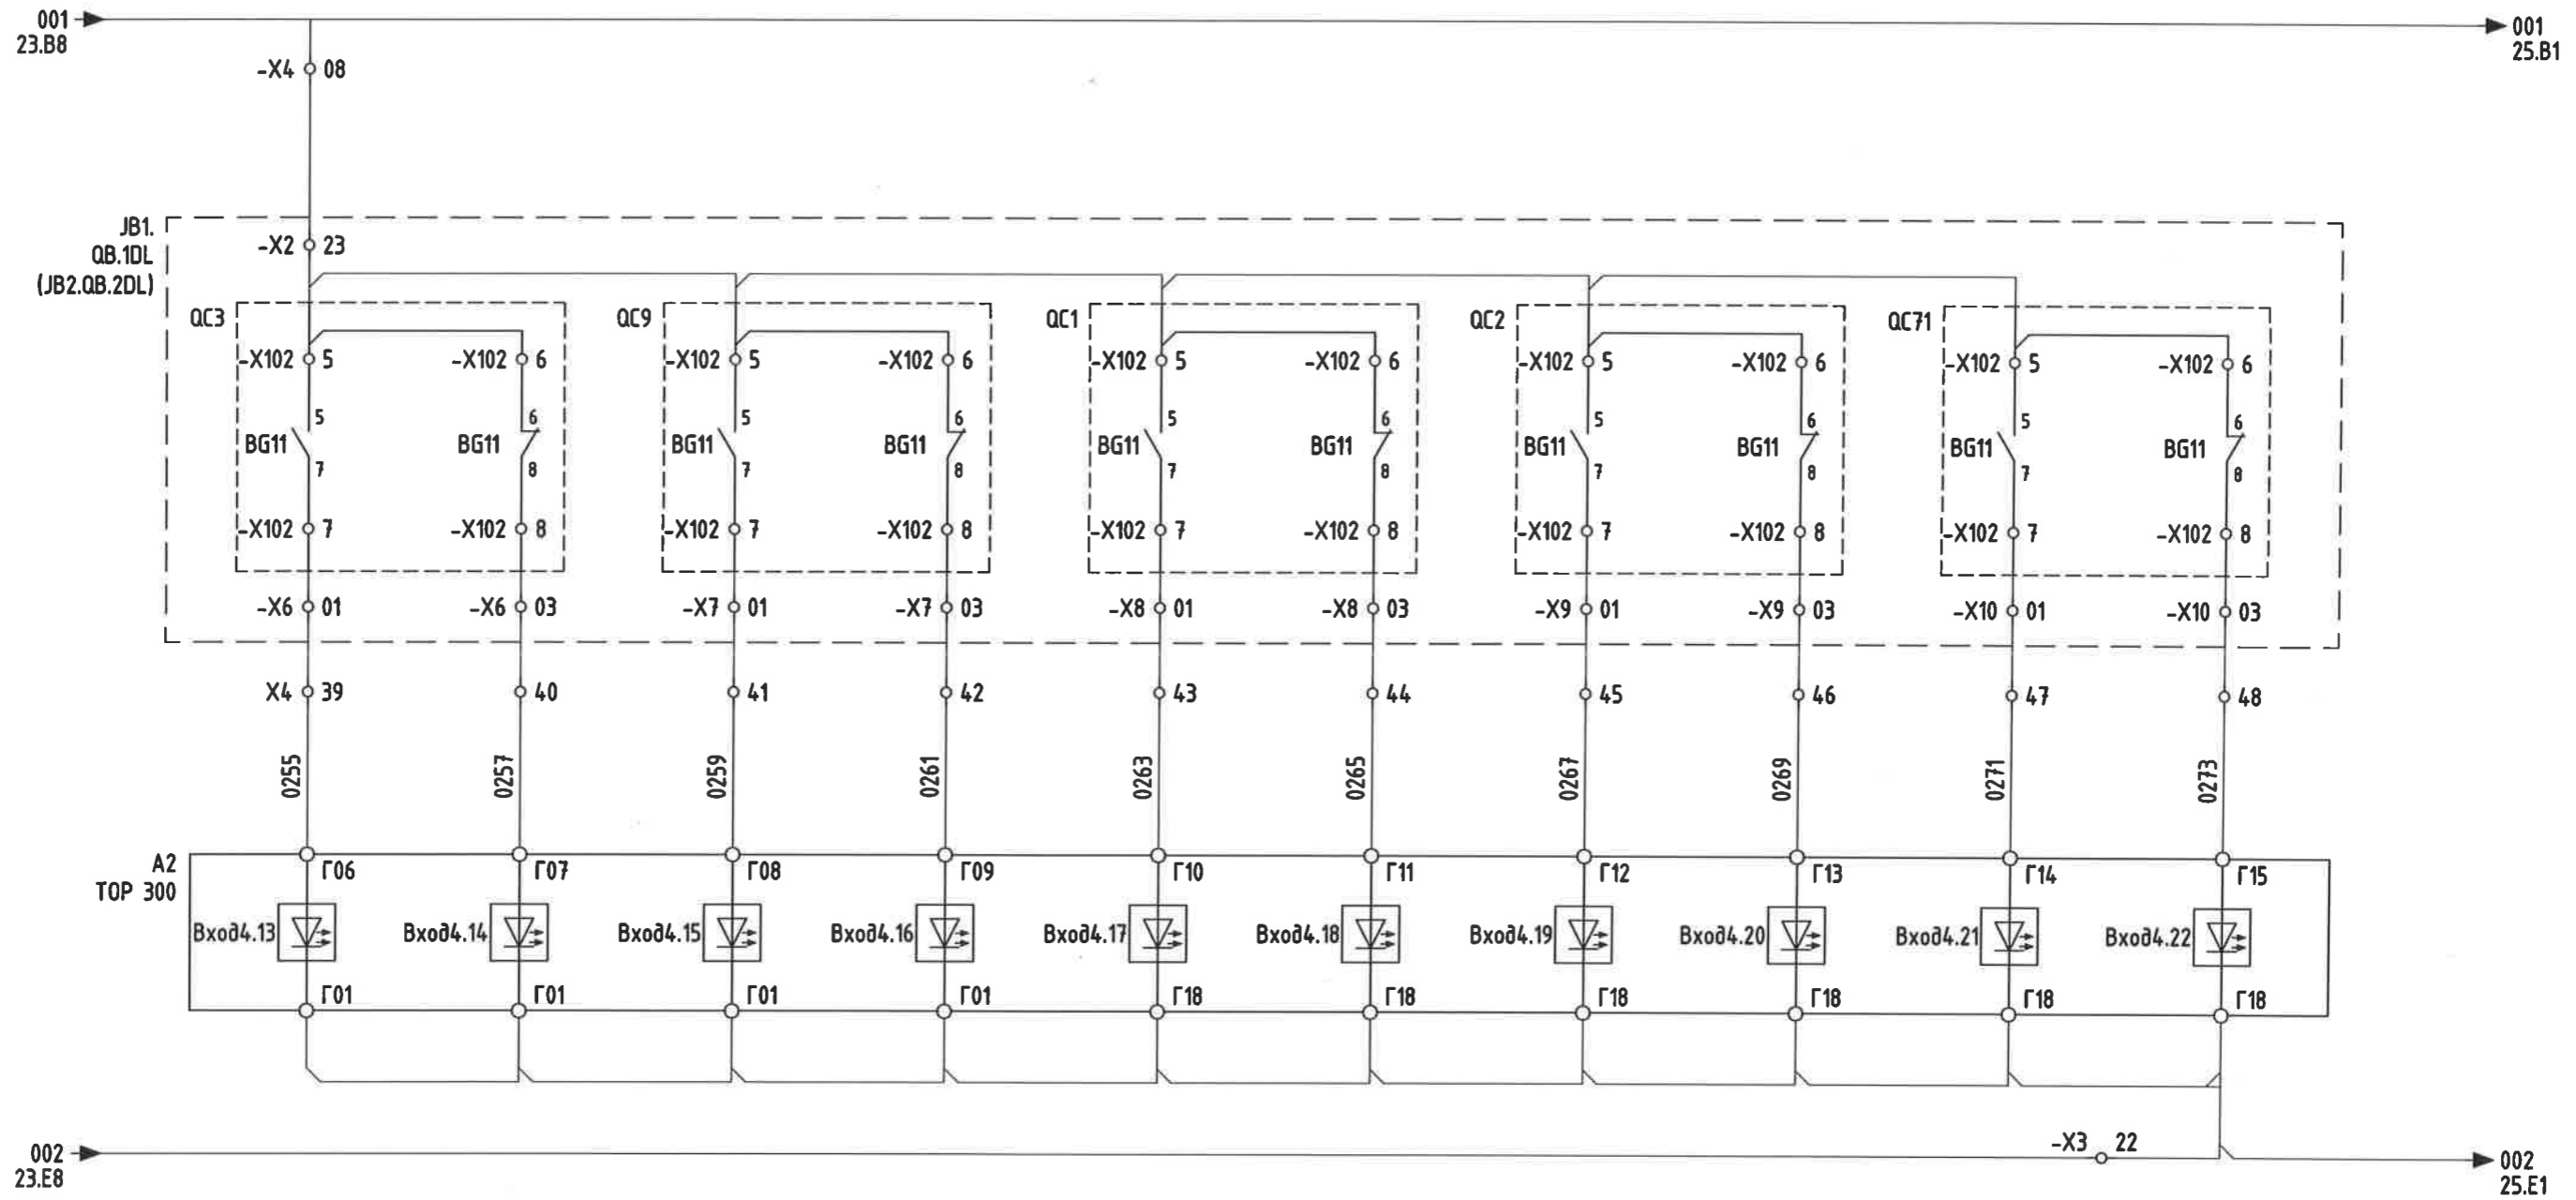 001
23.B8
001
25.B1
-X4 08
JB1.
QB.1DL
(JB2.QB.2DL)
-X2 23
QC3 QC9 QC1 QC2 QC71
-X102 5 -X102 6 -X102 5 -X102 6 -X102 5 -X102 6 -X102 5 -X102 6 -X102 5 -X102 6
5 6 5 6 5 6 5 6 5 6
BG11 BG11 BG11 BG11 BG11 BG11 BG11 BG11 BG11 BG11
7 8 7 8 7 8 7 8 7 8
-X102 7 -X102 8 -X102 7 -X102 8 -X102 7 -X102 8 -X102 7 -X102 8 -X102 7 -X102 8
-X6 01 -X6 03 -X7 01 -X7 03 -X8 01 -X8 03 -X9 01 -X9 03 -X10 01 -X10 03
X4 39 40 41 42 43 44 45 46 47 48
0255 0257 0259 0261 0263 0265 0267 0269 0271 0273
A2
TOP 300
Г06 Г07 Г08 Г09 Г10 Г11 Г12 Г13 Г14 Г15
Вход4.13 Вход4.14 Вход4.15 Вход4.16 Вход4.17 Вход4.18 Вход4.19 Вход4.20 Вход4.21 Вход4.22
Г01 Г01 Г01 Г01 Г18 Г18 Г18 Г18 Г18 Г18
-X3 22
002
23.E8
002
25.E1